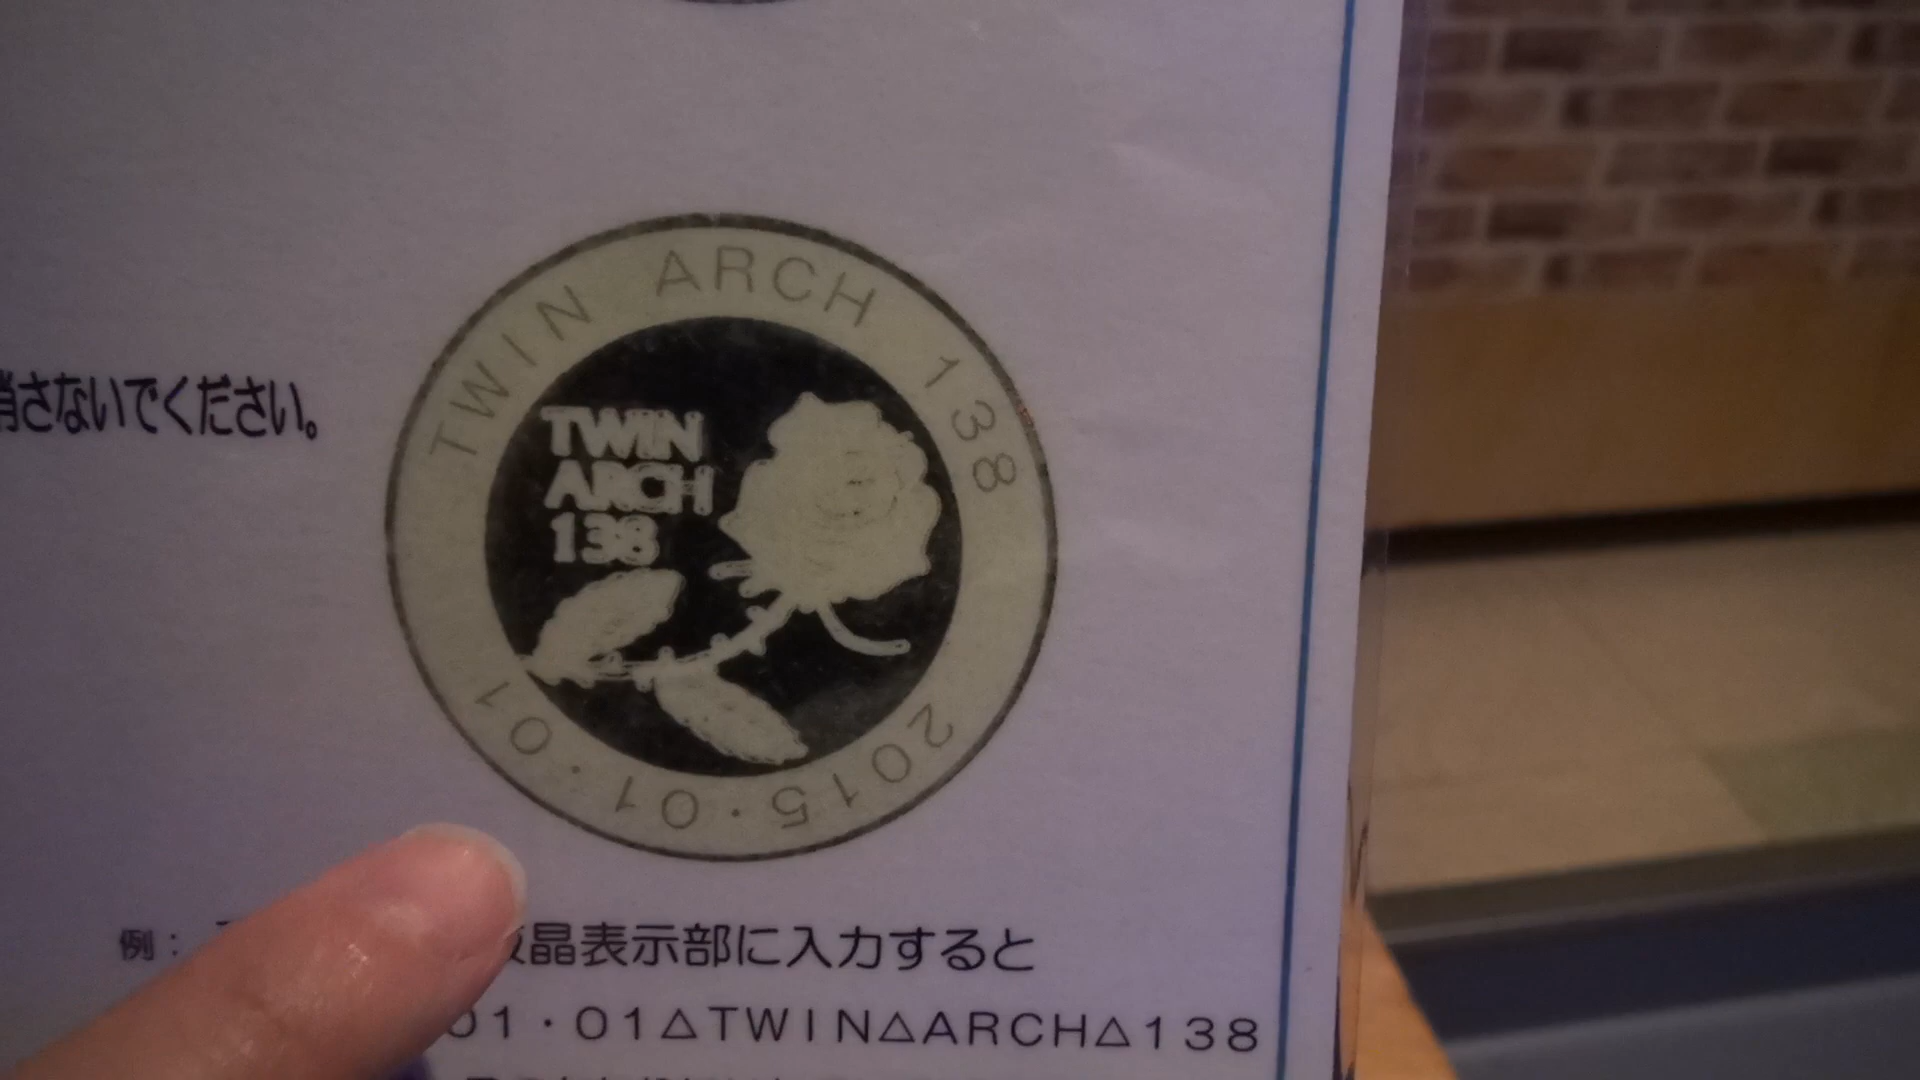 TWIN ARCH 138
TWIN
ARCH
138
2015・01・01
消さないでください。
例：
晶表示部に入力すると
01・01△TWIN△ARCH△138